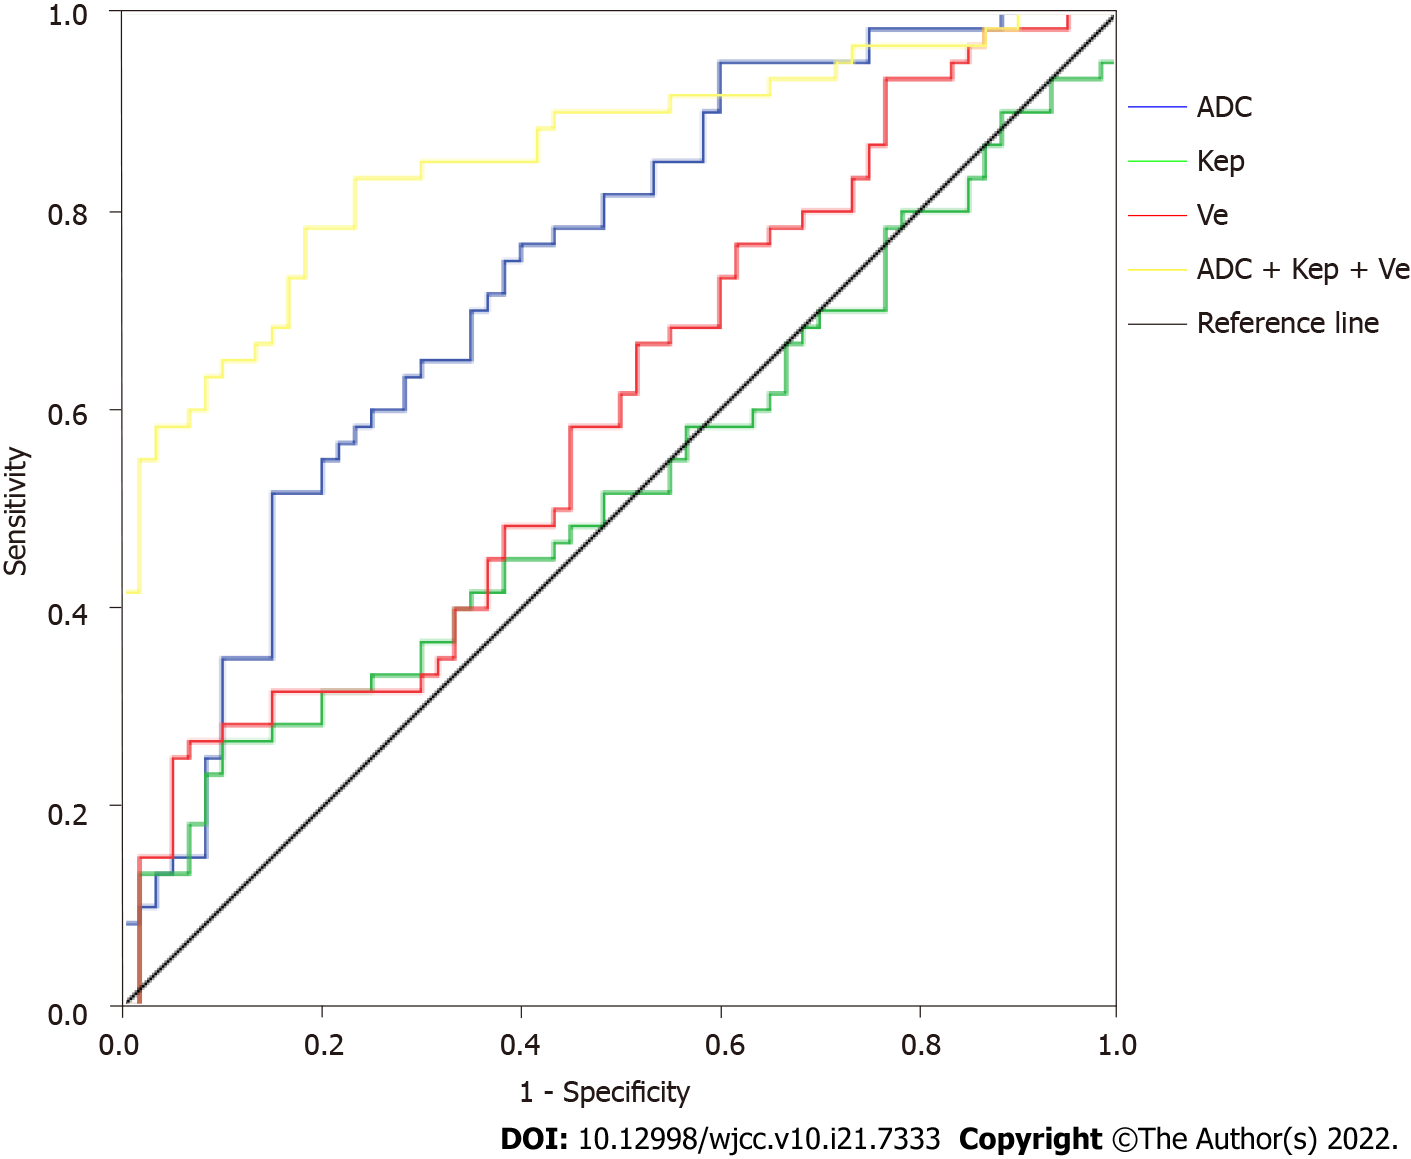 1.0
0.8
0.6
0.4
0.2
0.0
Sensitivity
0.0 0.2 0.4 0.6 0.8 1.0
1 - Specificity
ADC
Kep
Ve
ADC + Kep + Ve
Reference line
DOI: 10.12998/wjcc.v10.i21.7333 Copyright ©The Author(s) 2022.